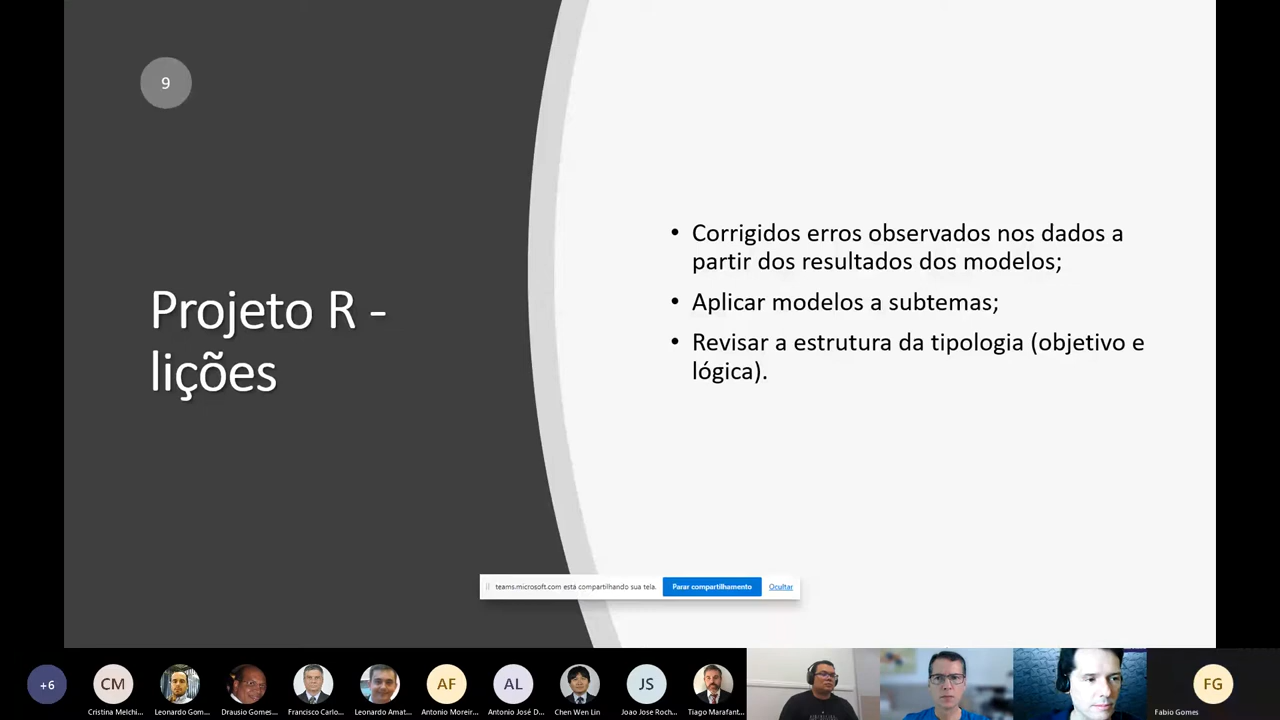 9
Projeto R -
lições
• Corrigidos erros observados nos dados a
partir dos resultados dos modelos;
• Aplicar modelos a subtemas;
• Revisar a estrutura da tipologia (objetivo e
lógica).
teams.microsoft.com está compartilhando sua tela.
Parar compartilhamento
Ocultar
+6
CM
AF
AL
JS
FG
Cristina Melchi...
Leonardo Gom...
Drausio Gomes...
Francisco Carlo...
Leonardo Amat...
Antonio Moreir...
Antonio José D...
Chen Wen Lin
Joao Jose Roch...
Tiago Marafant...
Fabio Gomes